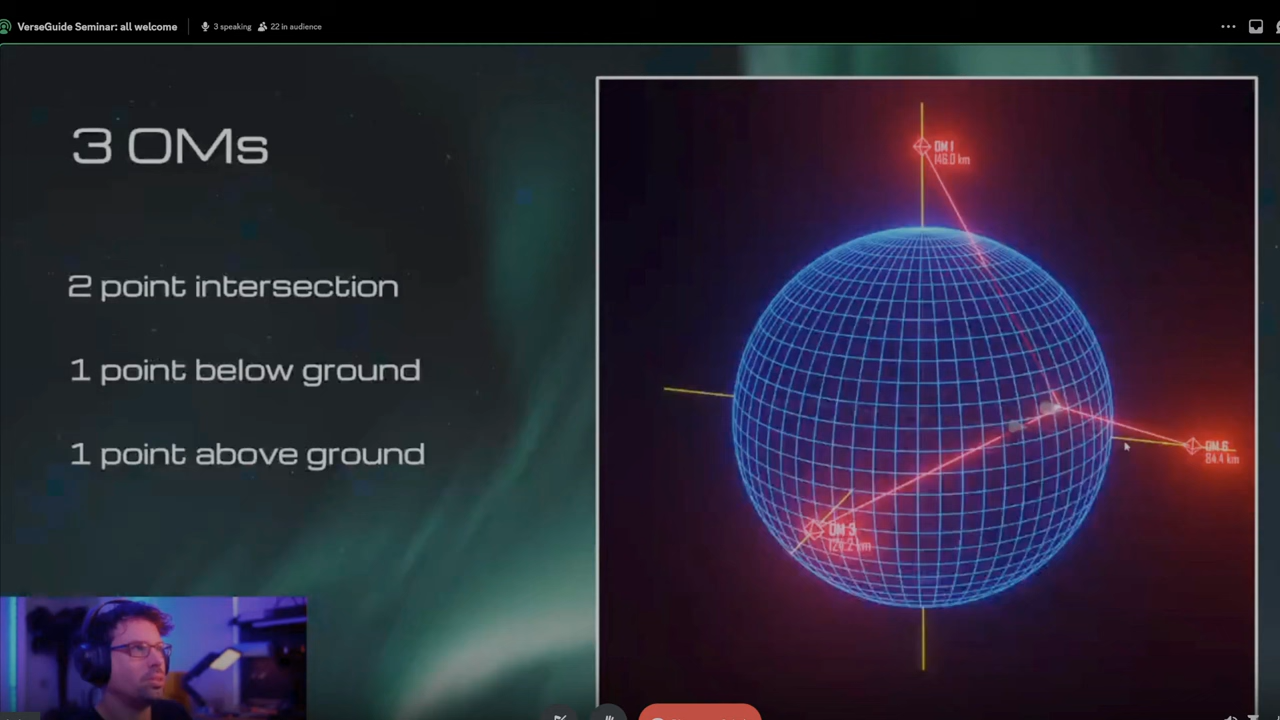 VerseGuide Seminar: all welcome
3 speaking
22 in audience
3 OMs
2 point intersection
1 point below ground
1 point above ground
OM 1
146.0 km
OM 6
84.4 km
OM 3